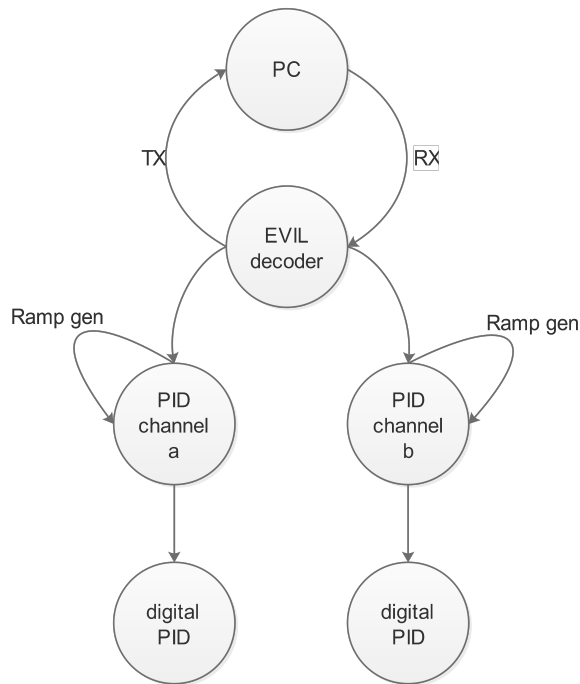 PC
TX
RX
EVIL
decoder
Ramp gen
Ramp gen
PID
channel
a
PID
channel
b
digital
PID
digital
PID